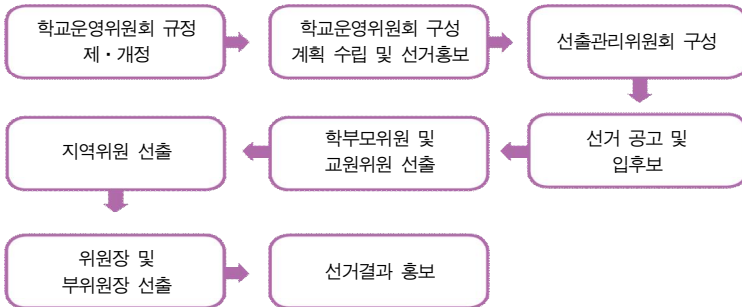 학교운영위원회 규정
제·개정
학교운영위원회 구성
계획 수립 및 선거홍보
선출관리위원회 구성
선거 공고 및
입후보
학부모위원 및
교원위원 선출
지역위원 선출
위원장 및
부위원장 선출
선거결과 홍보